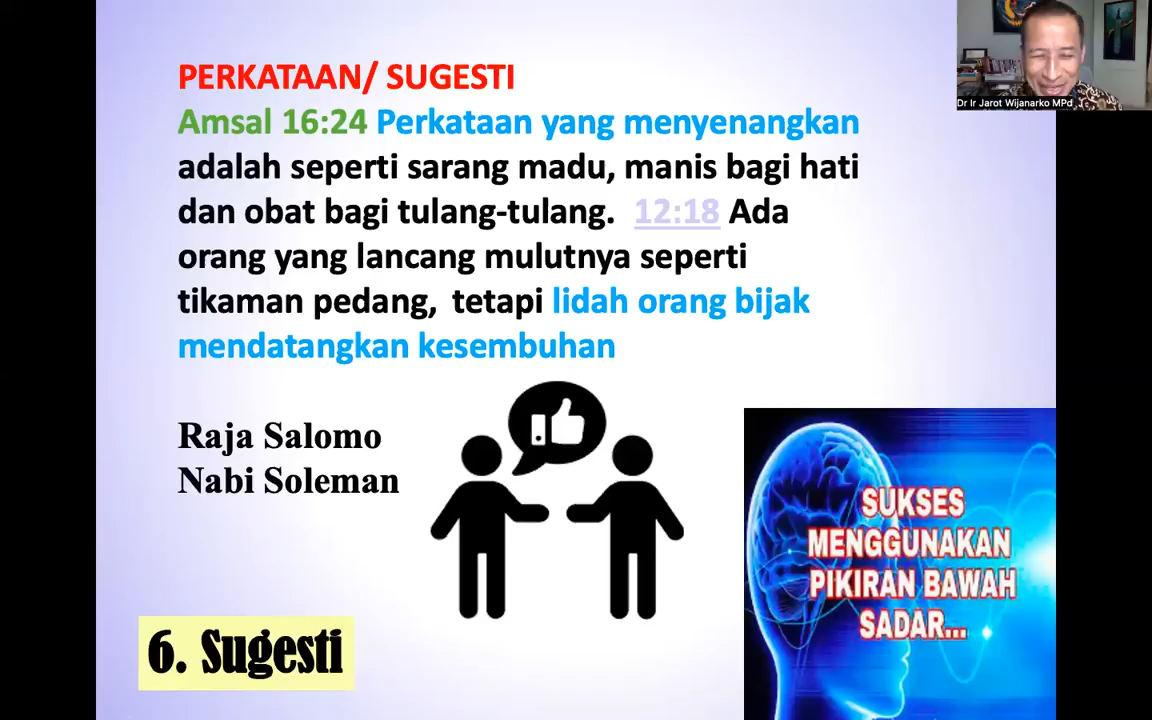 PERKATAAN/ SUGESTI
Amsal 16:24 Perkataan yang menyenangkan
adalah seperti sarang madu, manis bagi hati
dan obat bagi tulang-tulang. 12:18 Ada
orang yang lancang mulutnya seperti
tikaman pedang, tetapi lidah orang bijak
mendatangkan kesembuhan
Raja Salomo
Nabi Soleman
6. Sugesti
SUKSES
MENGGUNAKAN
PIKIRAN BAWAH
SADAR...
Dr Ir Jarot Wijanarko MPd